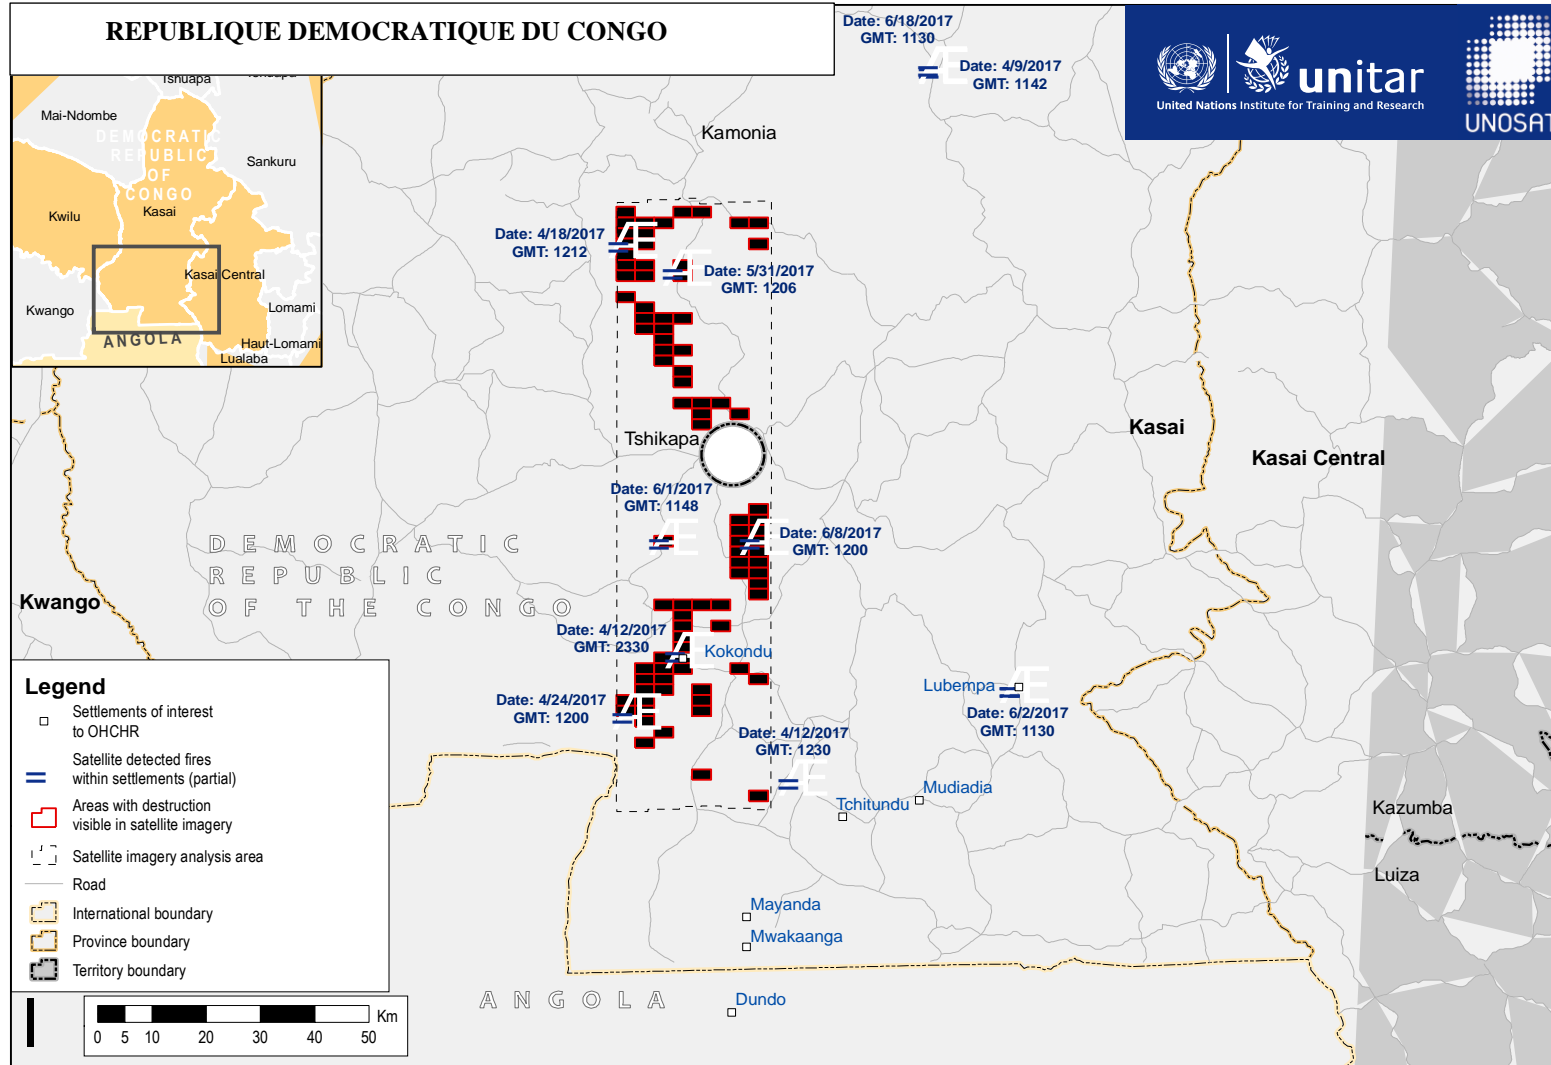 REPUBLIQUE DEMOCRATIQUE DU CONGO
Date: 6/18/2017
GMT: 1130
Date: 4/9/2017
GMT: 1142
unitar
United Nations Institute for Training and Research
UNOSAT
Tshuapa
Mai-Ndombe
DEMOCRATIC
REPUBLIC
OF
CONGO
Sankuru
Kwilu
Kasai
Kasai Central
Kwango
Lomami
ANGOLA
Haut-Lomami
Lualaba
Kamonia
Date: 4/18/2017
GMT: 1212
Æ
Æ
Æ
Date: 5/31/2017
GMT: 1206
Tshikapa
Kasai
Kasai Central
Date: 6/1/2017
GMT: 1148
Æ
Æ
Date: 6/8/2017
GMT: 1200
DEMOCRATIC
REPUBLIC
OF THE CONGO
Kwango
Date: 4/12/2017
GMT: 2330
Æ
Kokondu
Lubempa
Æ
Date: 6/2/2017
GMT: 1130
Date: 4/24/2017
GMT: 1200
Æ
Date: 4/12/2017
GMT: 1230
Æ
Mudiadia
Tchitundu
Kazumba
Luiza
Mayanda
Mwakaanga
ANGOLA
Dundo
Legend
Settlements of interest
to OHCHR
Satellite detected fires
within settlements (partial)
Areas with destruction
visible in satellite imagery
Satellite imagery analysis area
Road
International boundary
Province boundary
Territory boundary
Km
0 5 10 20 30 40 50